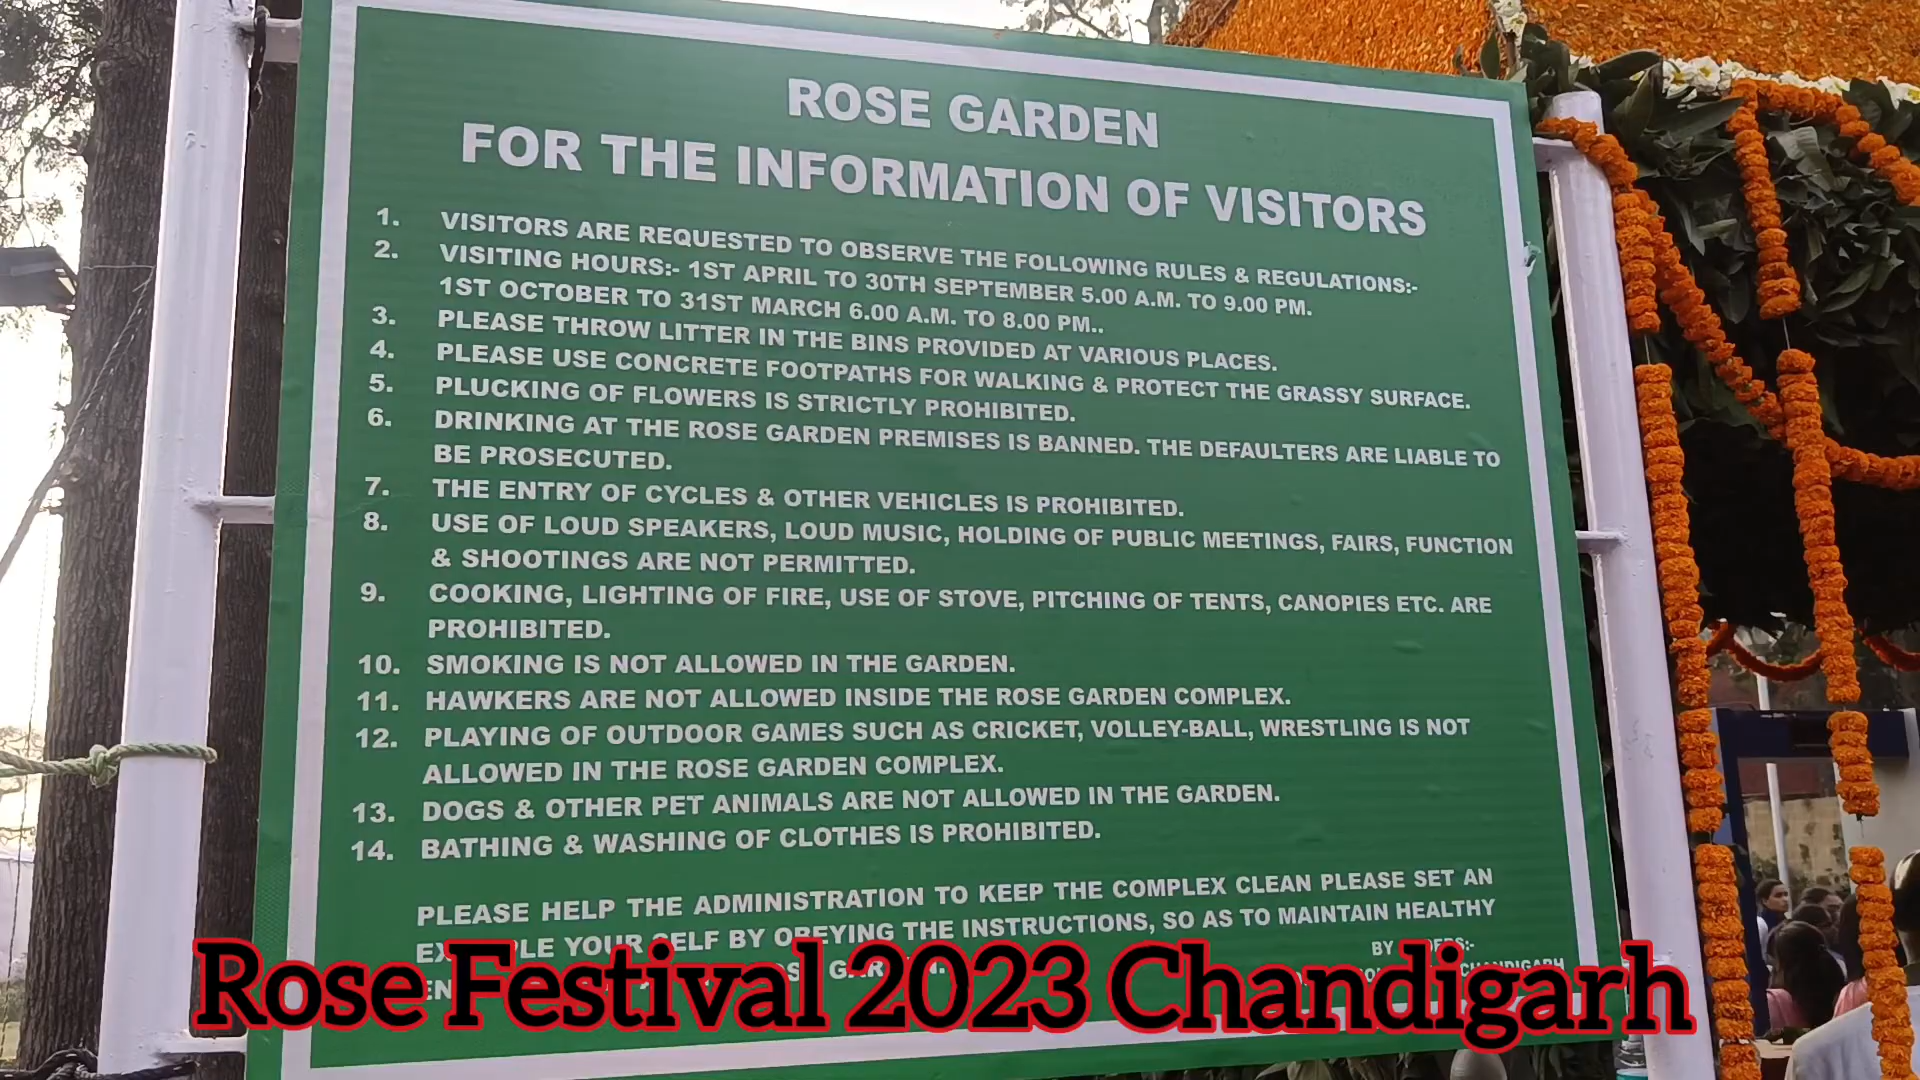 ROSE GARDEN
FOR THE INFORMATION OF VISITORS
1. VISITORS ARE REQUESTED TO OBSERVE THE FOLLOWING RULES & REGULATIONS:-
2. VISITING HOURS:- 1ST APRIL TO 30TH SEPTEMBER 5.00 A.M. TO 9.00 PM.
1ST OCTOBER TO 31ST MARCH 6.00 A.M. TO 8.00 PM..
3. PLEASE THROW LITTER IN THE BINS PROVIDED AT VARIOUS PLACES.
4. PLEASE USE CONCRETE FOOTPATHS FOR WALKING & PROTECT THE GRASSY SURFACE.
5. PLUCKING OF FLOWERS IS STRICTLY PROHIBITED.
6. DRINKING AT THE ROSE GARDEN PREMISES IS BANNED. THE DEFAULTERS ARE LIABLE TO
BE PROSECUTED.
7. THE ENTRY OF CYCLES & OTHER VEHICLES IS PROHIBITED.
8. USE OF LOUD SPEAKERS, LOUD MUSIC, HOLDING OF PUBLIC MEETINGS, FAIRS, FUNCTION
& SHOOTINGS ARE NOT PERMITTED.
9. COOKING, LIGHTING OF FIRE, USE OF STOVE, PITCHING OF TENTS, CANOPIES ETC. ARE
PROHIBITED.
10. SMOKING IS NOT ALLOWED IN THE GARDEN.
11. HAWKERS ARE NOT ALLOWED INSIDE THE ROSE GARDEN COMPLEX.
12. PLAYING OF OUTDOOR GAMES SUCH AS CRICKET, VOLLEY-BALL, WRESTLING IS NOT
ALLOWED IN THE ROSE GARDEN COMPLEX.
13. DOGS & OTHER PET ANIMALS ARE NOT ALLOWED IN THE GARDEN.
14. BATHING & WASHING OF CLOTHES IS PROHIBITED.
PLEASE HELP THE ADMINISTRATION TO KEEP THE COMPLEX CLEAN PLEASE SET AN
YOUR SELF BY OBEYING THE INSTRUCTIONS, SO AS TO MAINTAIN HEALTHY
BY
CHANDIGARH
Rose Festival 2023 Chandigarh